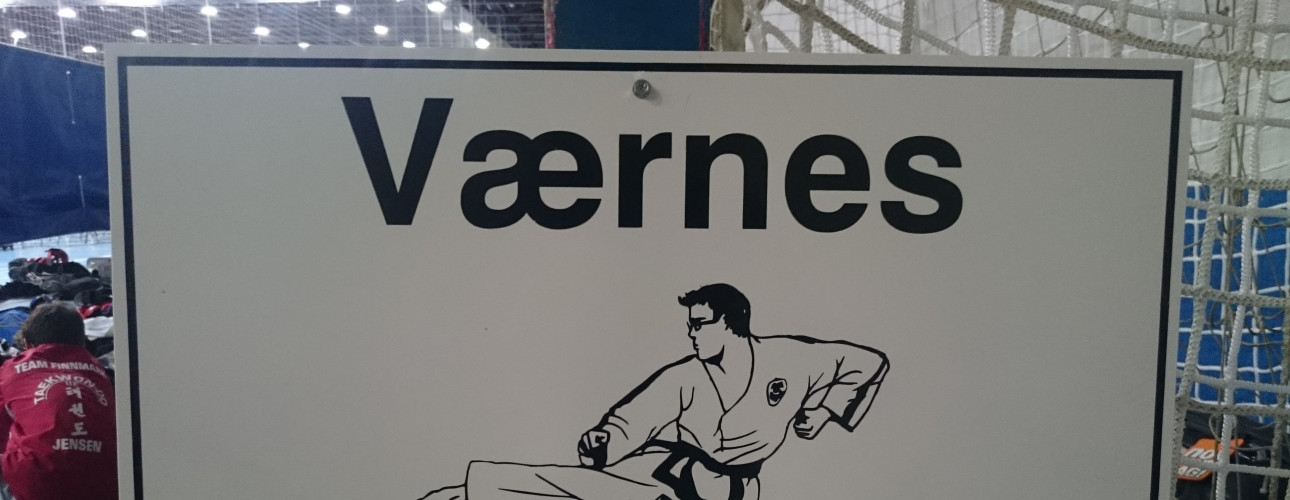 Værnes
TEAM FINNMARK
TAEKWONDO
태
권
도
JENSEN